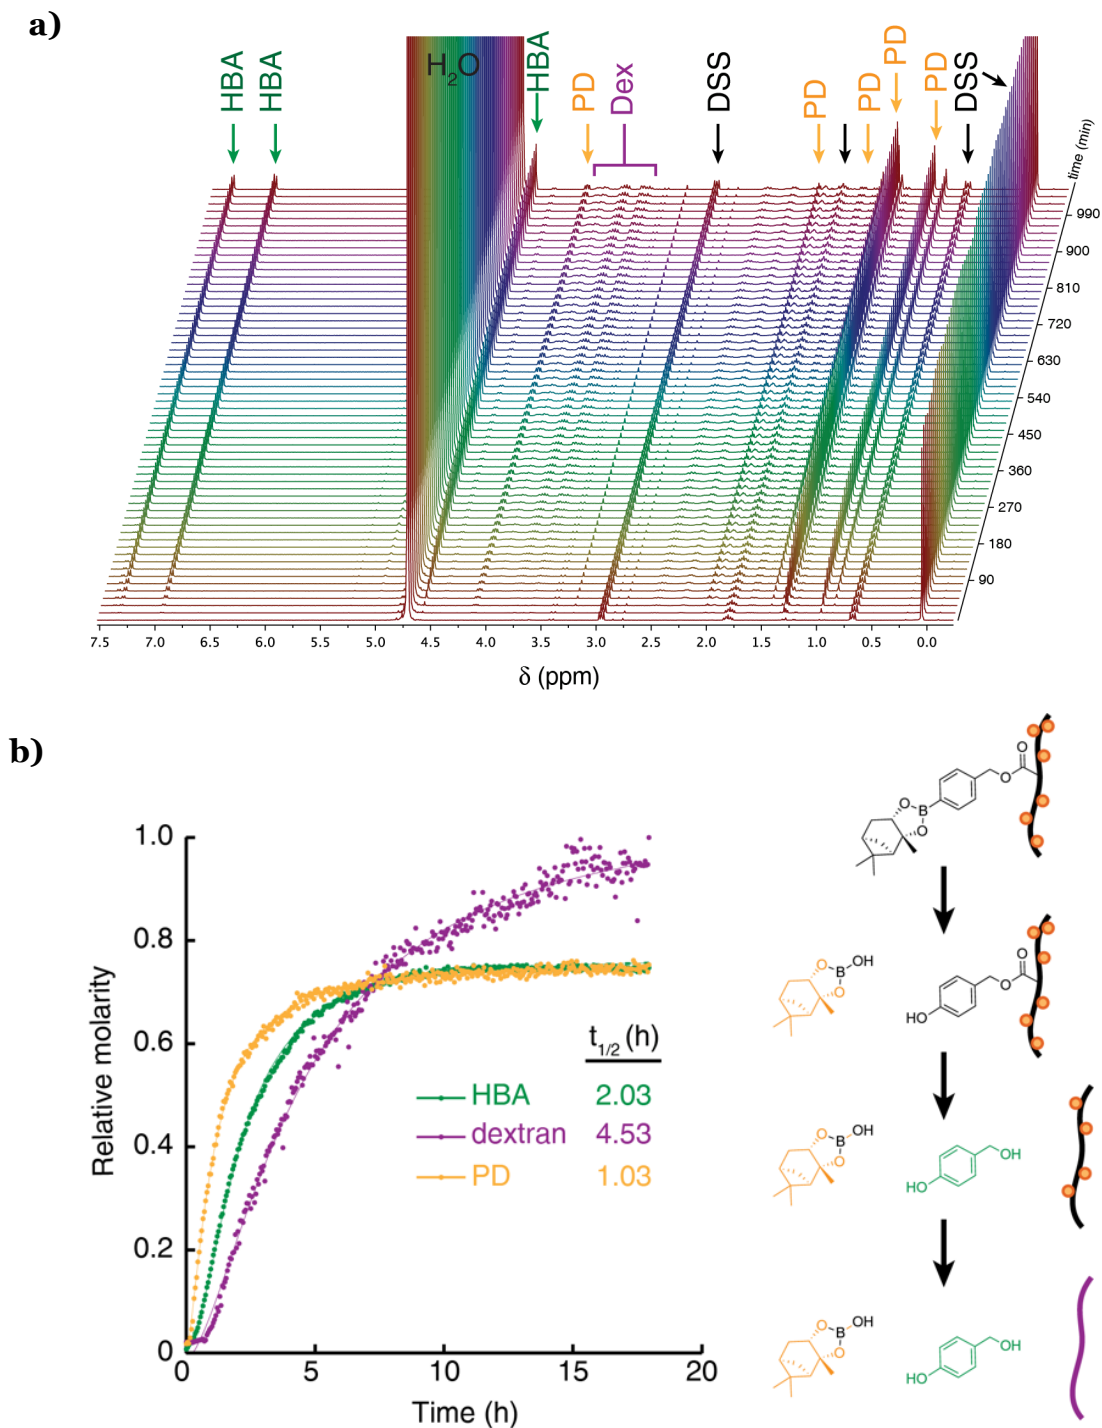 a)
HBA
HBA
H2O
HBA
PD
Dex
DSS
PD
PD
PD
PD
DSS
time (min)
990
900
810
720
630
540
450
360
270
180
90
7.5 7.0 6.5 6.0 5.5 5.0 4.5 4.0 3.5 3.0 2.5 2.0 1.5 1.0 0.5 0.0
δ (ppm)
b)
1.0
0.8
0.6
0.4
0.2
0
Relative molarity
0 5 10 15 20
Time (h)
t1/2 (h)
HBA 2.03
dextran 4.53
PD 1.03
O
O
O
B
O
O
OH
B
O
O
O
HO
O
OH
B
O
OH
HO
O
OH
B
O
OH
HO